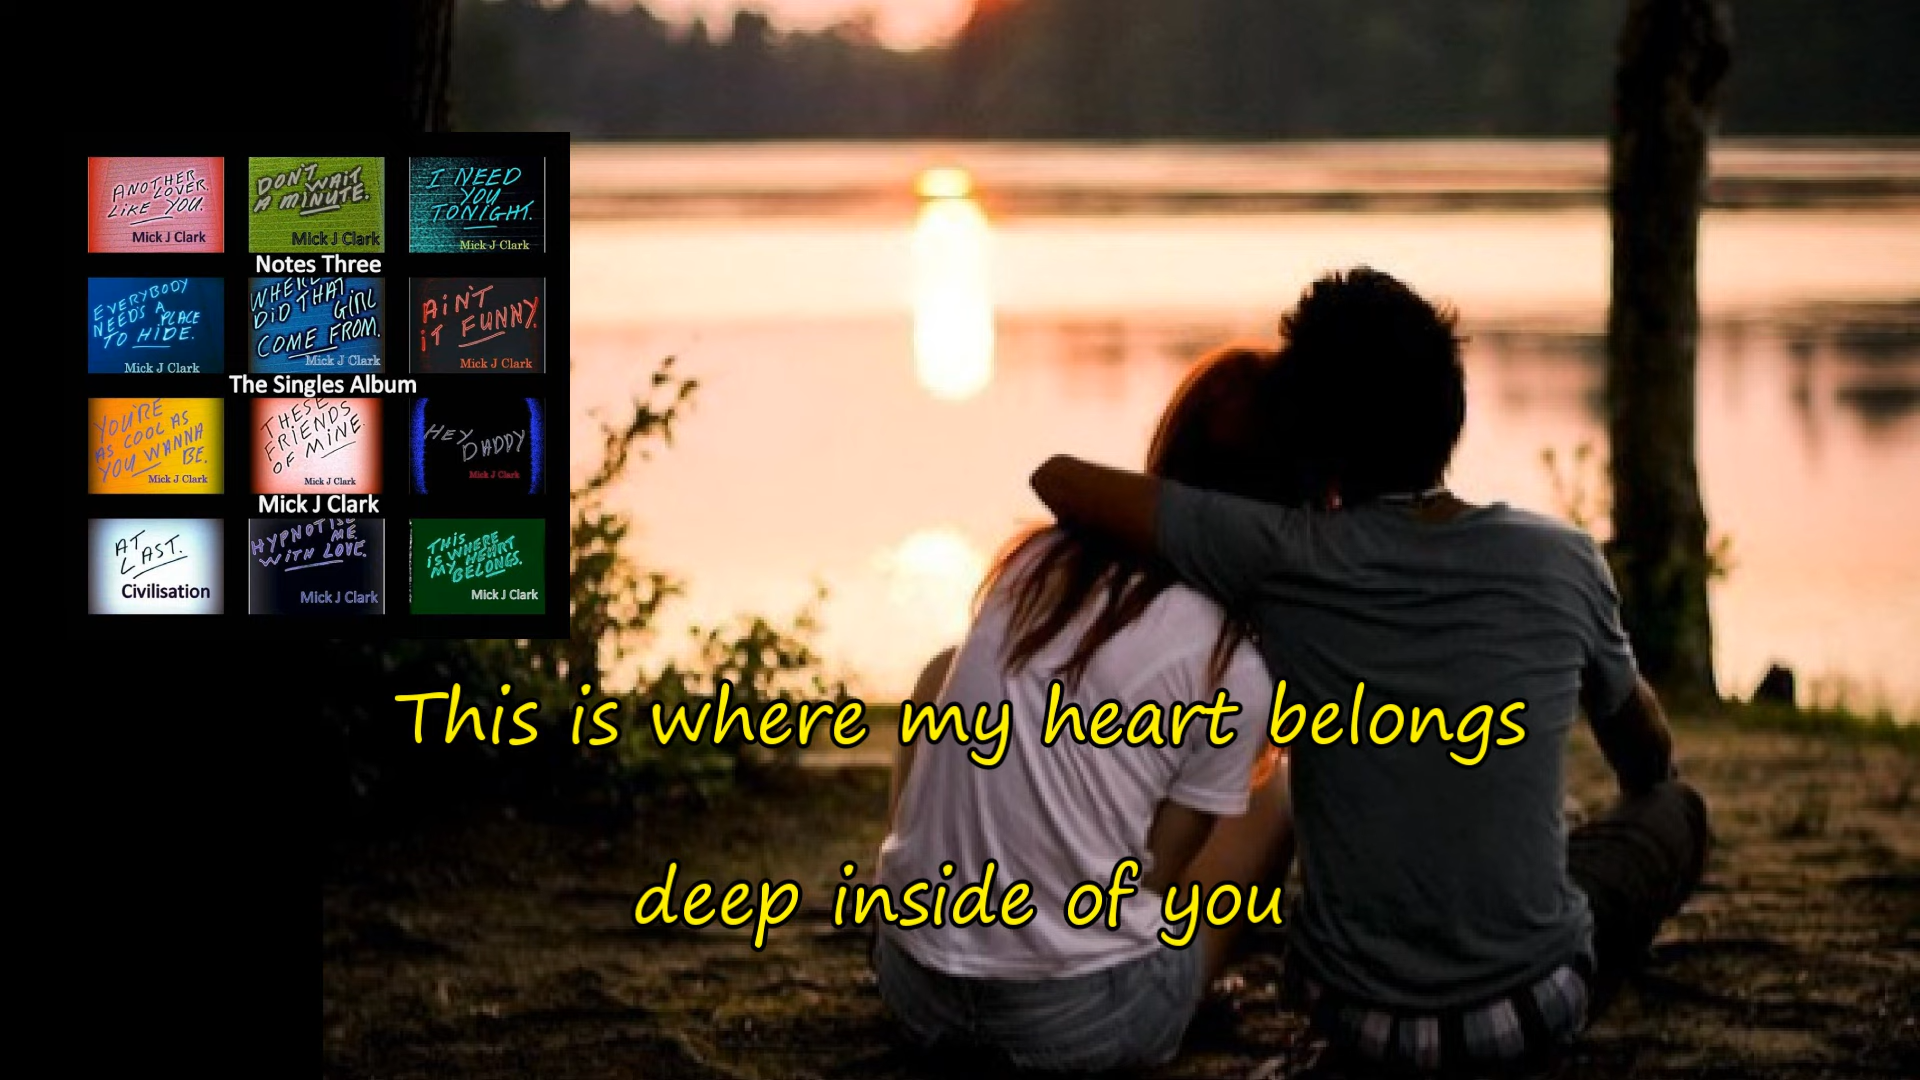 ANOTHER
LOVER
LIKE YOU.
Mick J Clark
DON'T
WAIT
A MINUTE.
Mick J Clark
I NEED
YOU
TONIGHT.
Mick J Clark
Notes Three
EVERYBODY
NEEDS A
PLACE
TO HIDE.
Mick J Clark
WHERE
DID THAT
GIRL
COME FROM.
Mick J Clark
AIN'T
IT FUNNY.
Mick J Clark
The Singles Album
YOU'RE
AS COOL AS
YOU WANNA
BE.
Mick J Clark
THESE
FRIENDS
OF MINE
Mick J Clark
HEY
DADDY
Mick J Clark
Mick J Clark
AT
LAST.
Civilisation
HYPNOTISE
ME
WITH LOVE.
Mick J Clark
THIS
IS WHERE
MY HEART
BELONGS.
Mick J Clark
This is where my heart belongs
deep inside of you